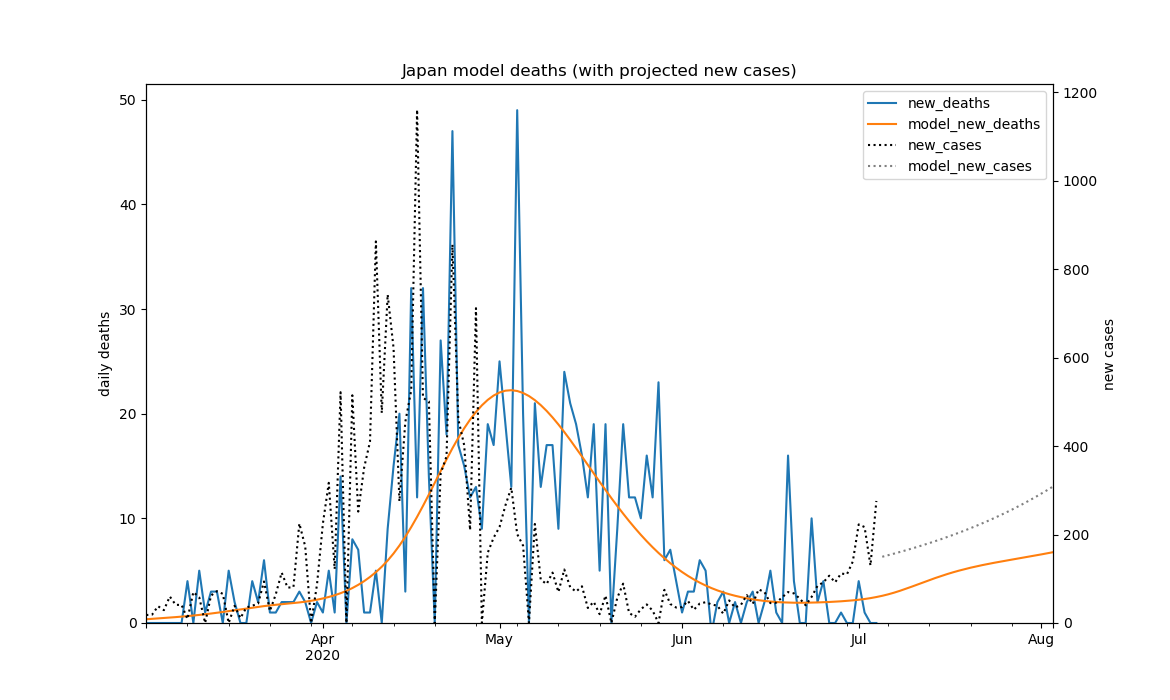 Japan model deaths (with projected new cases)
new_deaths
model_new_deaths
new_cases
model_new_cases
daily deaths
50
40
30
20
10
0
1200
1000
800
600
400
200
0
new cases
Apr
2020
May
Jun
Jul
Aug